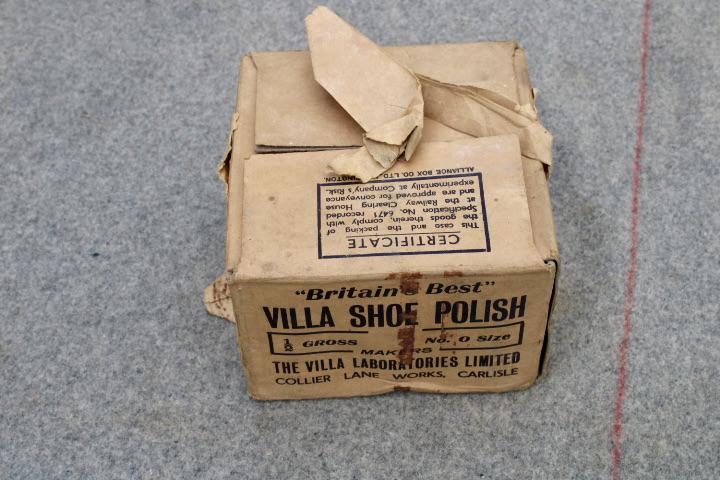 ALLIANCE BOX CO. LTD.
CERTIFICATE
This case and the packing of
the goods therein, comply with
Specification No. 6471 recorded
at the Railway Clearing House
and are approved for conveyance
experimentally at Company's Risk.
"Britain's Best"
VILLA SHOE POLISH
GROSS No. 0 Size
MAKERS
THE VILLA LABORATORIES LIMITED
COLLIER LANE WORKS, CARLISLE